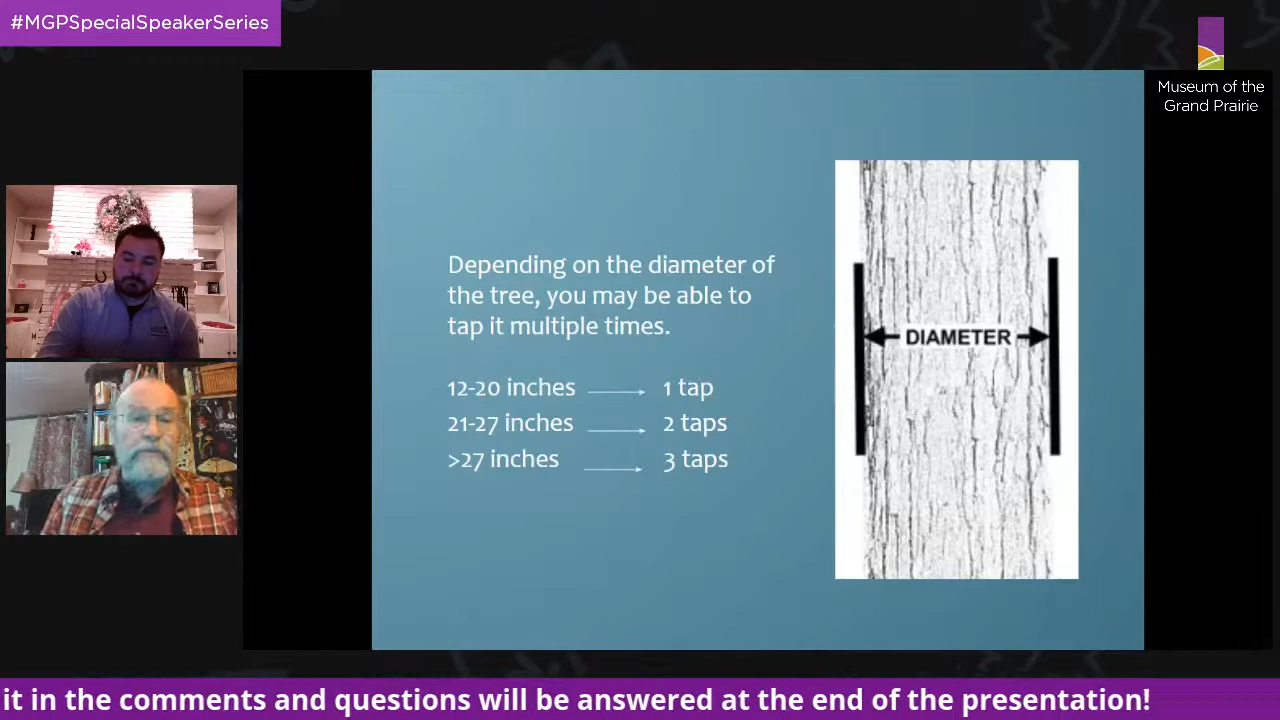 #MGPSpecialSpeakerSeries
Museum of the
Grand Prairie
Depending on the diameter of
the tree, you may be able to
tap it multiple times.
12-20 inches 1 tap
21-27 inches 2 taps
>27 inches 3 taps
DIAMETER
it in the comments and questions will be answered at the end of the presentation!